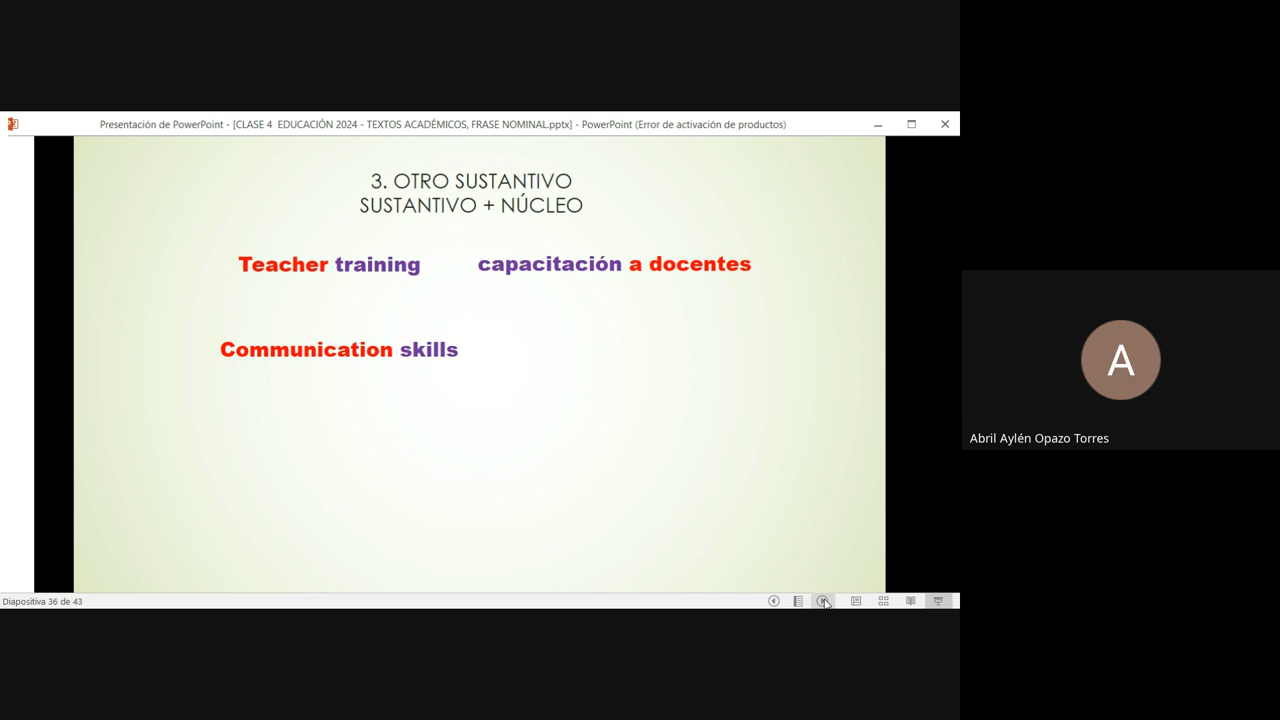 Presentación de PowerPoint - [CLASE 4 EDUCACIÓN 2024 - TEXTOS ACADÉMICOS, FRASE NOMINAL.pptx] - PowerPoint (Error de activación de productos)
3. OTRO SUSTANTIVO
SUSTANTIVO + NÚCLEO
Teacher training capacitación a docentes
Communication skills
A
Abril Aylén Opazo Torres
Diapositiva 36 de 43